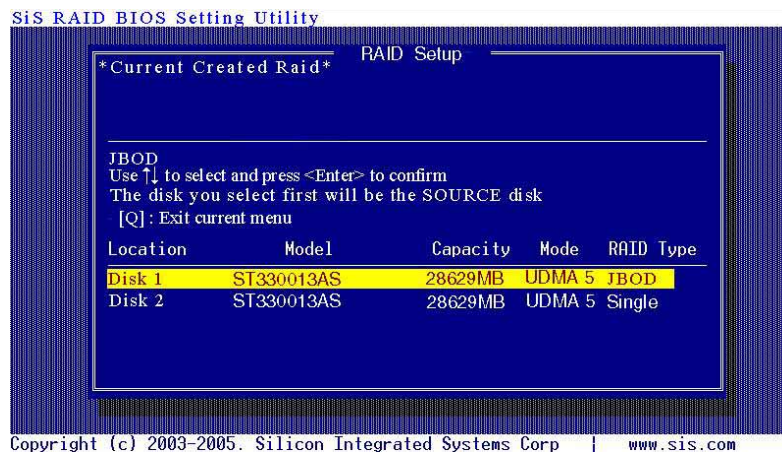 SiS RAID BIOS Setting Utility
RAID Setup
*Current Created Raid*
JBOD
Use ↑↓ to select and press <Enter> to confirm
The disk you select first will be the SOURCE disk
[Q] : Exit current menu
Location Model Capacity Mode RAID Type
Disk 1 ST330013AS 28629MB UDMA 5 JBOD
Disk 2 ST330013AS 28629MB UDMA 5 Single
Copyright (c) 2003-2005. Silicon Integrated Systems Corp | www.sis.com